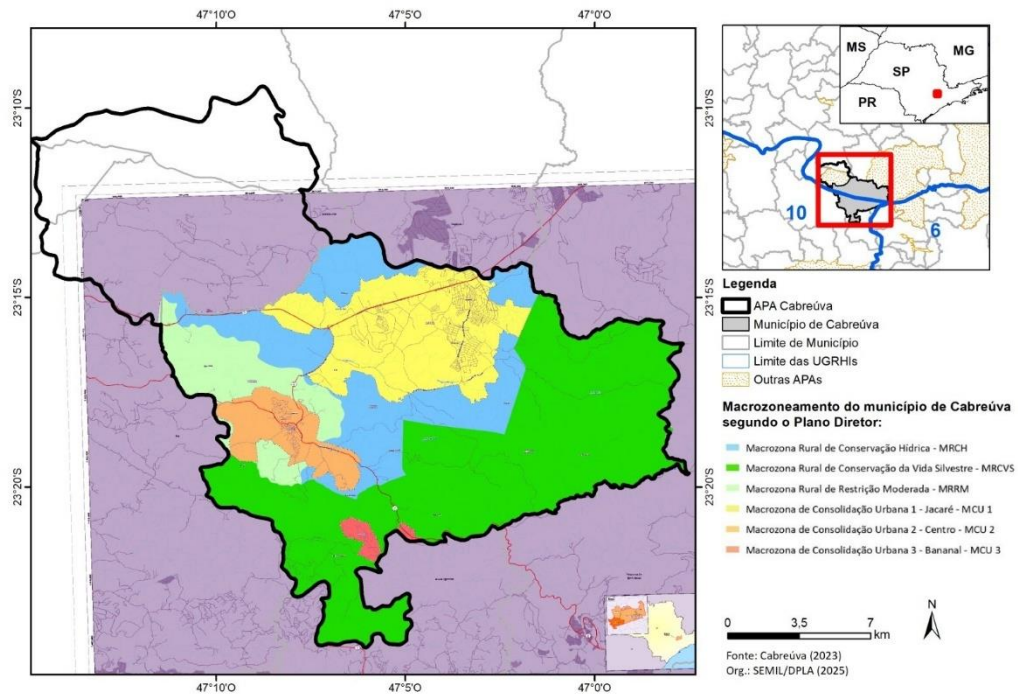 47°10'O
47°5'O
47°0'O
23°10'S
23°15'S
23°20'S
23°10'S
23°15'S
23°20'S
47°10'O
47°5'O
47°0'O
MS
MG
SP
PR
10
6
Legenda
APA Cabreúva
Município de Cabreúva
Limite de Município
Limite das UGRHIs
Outras APAs
Macrozoneamento do município de Cabreúva
segundo o Plano Diretor:
Macrozona Rural de Conservação Hídrica - MRCH
Macrozona Rural de Conservação da Vida Silvestre - MRCVS
Macrozona Rural de Restrição Moderada - MRRM
Macrozona de Consolidação Urbana 1 - Jacaré - MCU 1
Macrozona de Consolidação Urbana 2 - Centro - MCU 2
Macrozona de Consolidação Urbana 3 - Bananal - MCU 3
N
0 3,5 7
km
Fonte: Cabreúva (2023)
Org.: SEMIL/DPLA (2025)